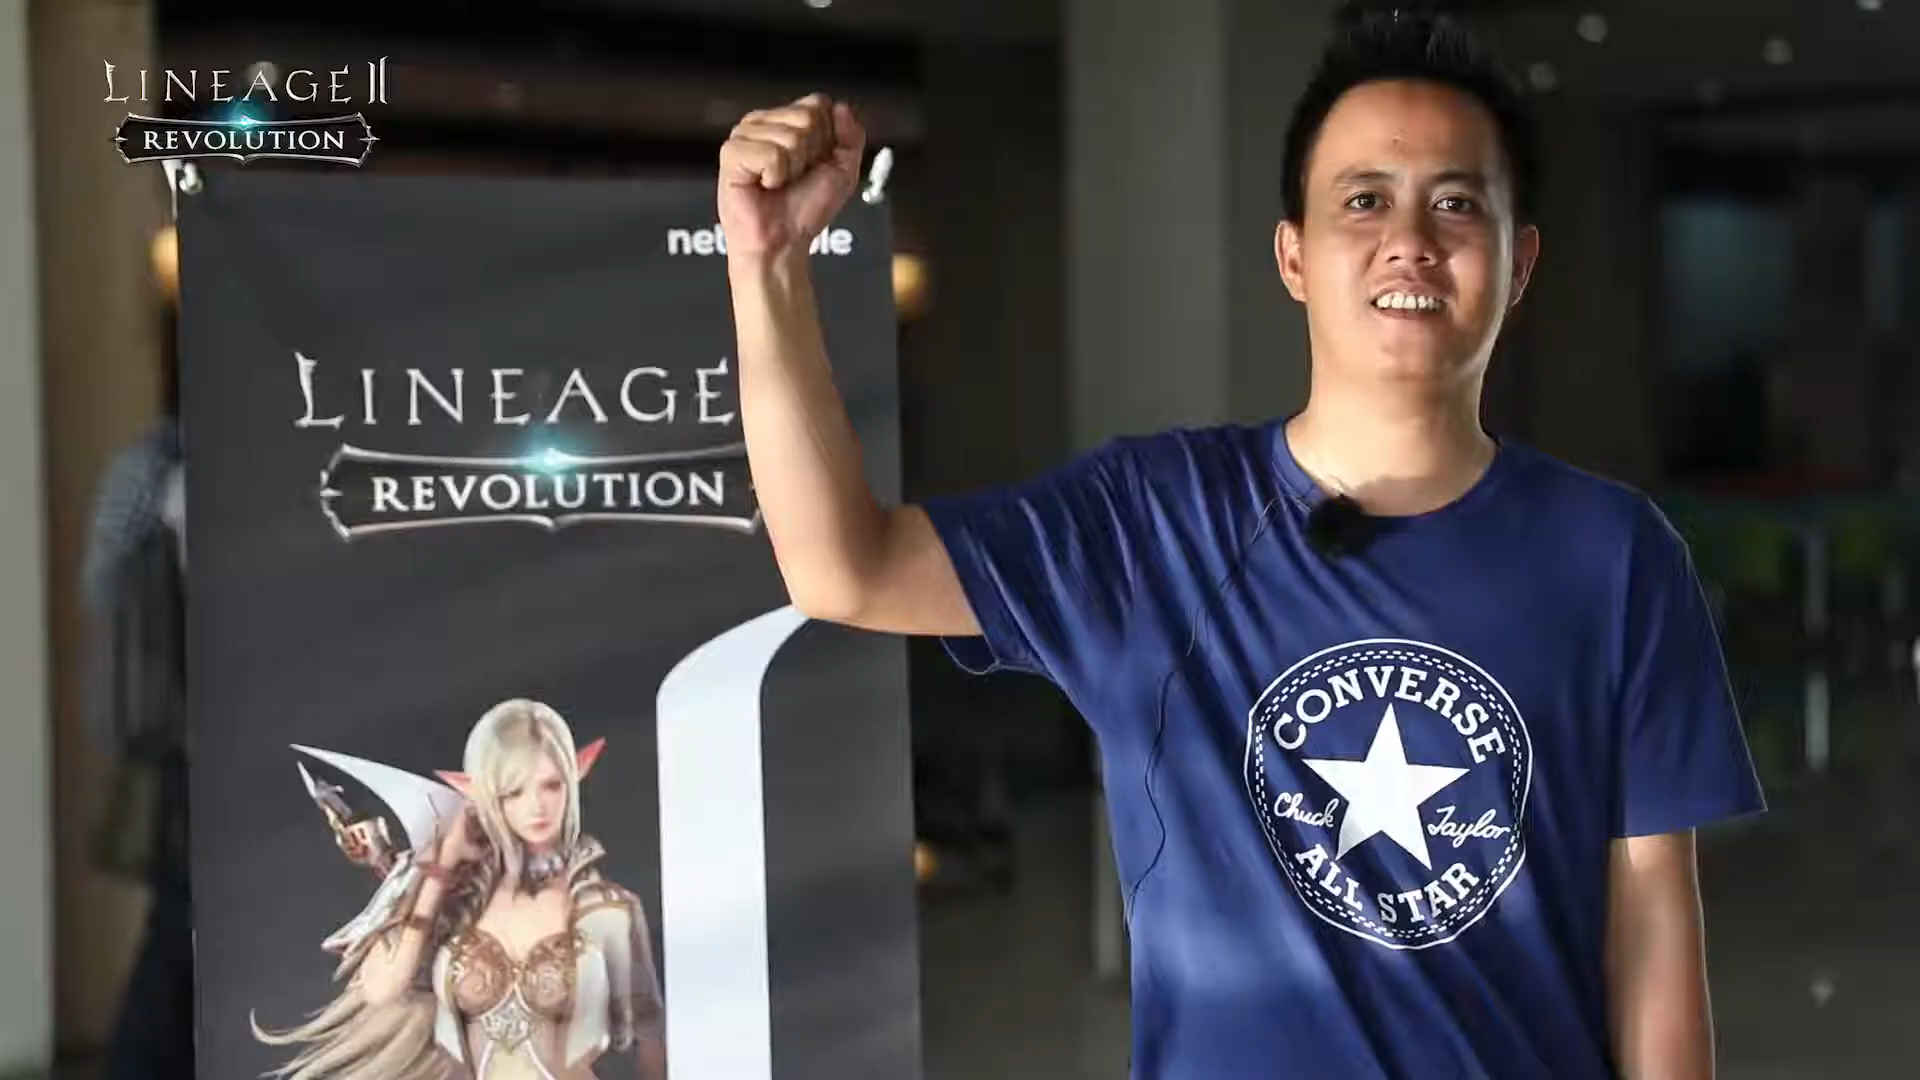 LINEAGE II
REVOLUTION
LINEAGE
REVOLUTION
CONVERSE
Chuck Taylor
ALL STAR